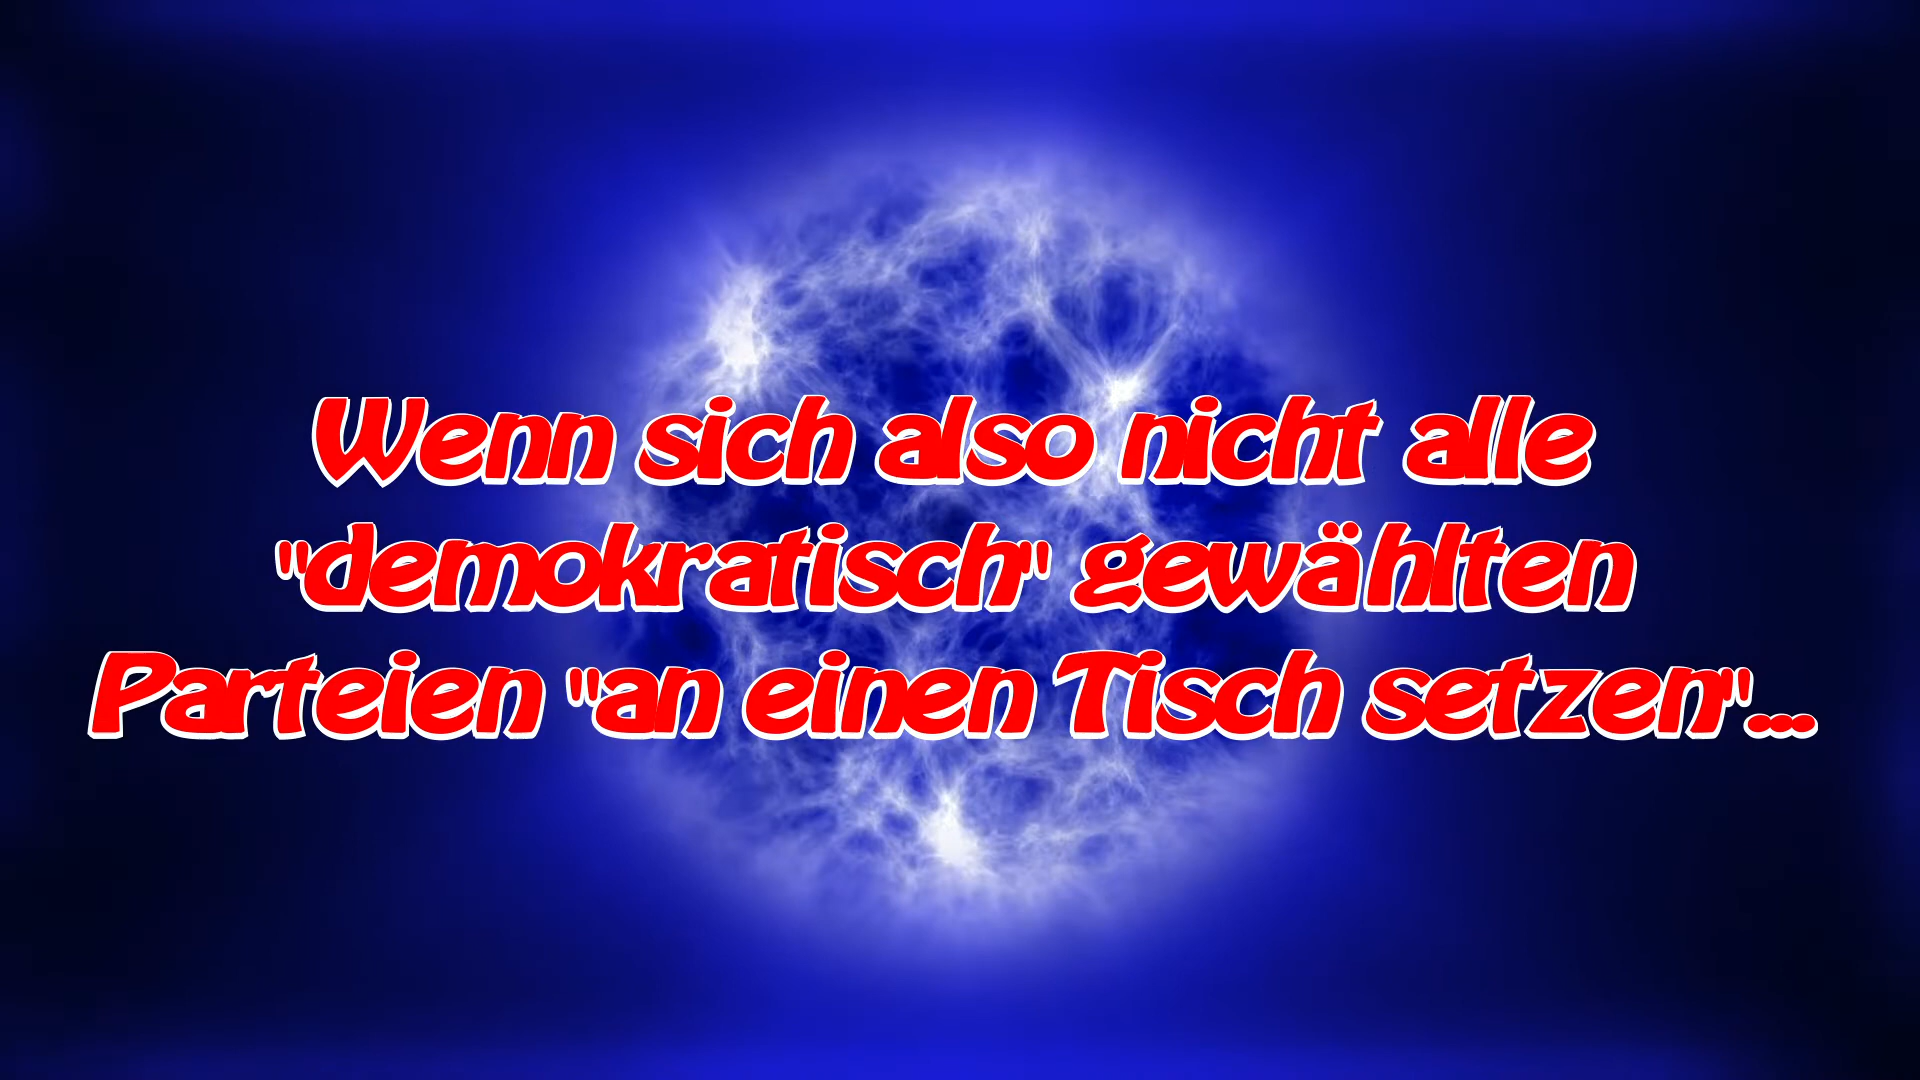 Wenn sich also nicht alle
"demokratisch" gewählten
Parteien "an einen Tisch setzen"...